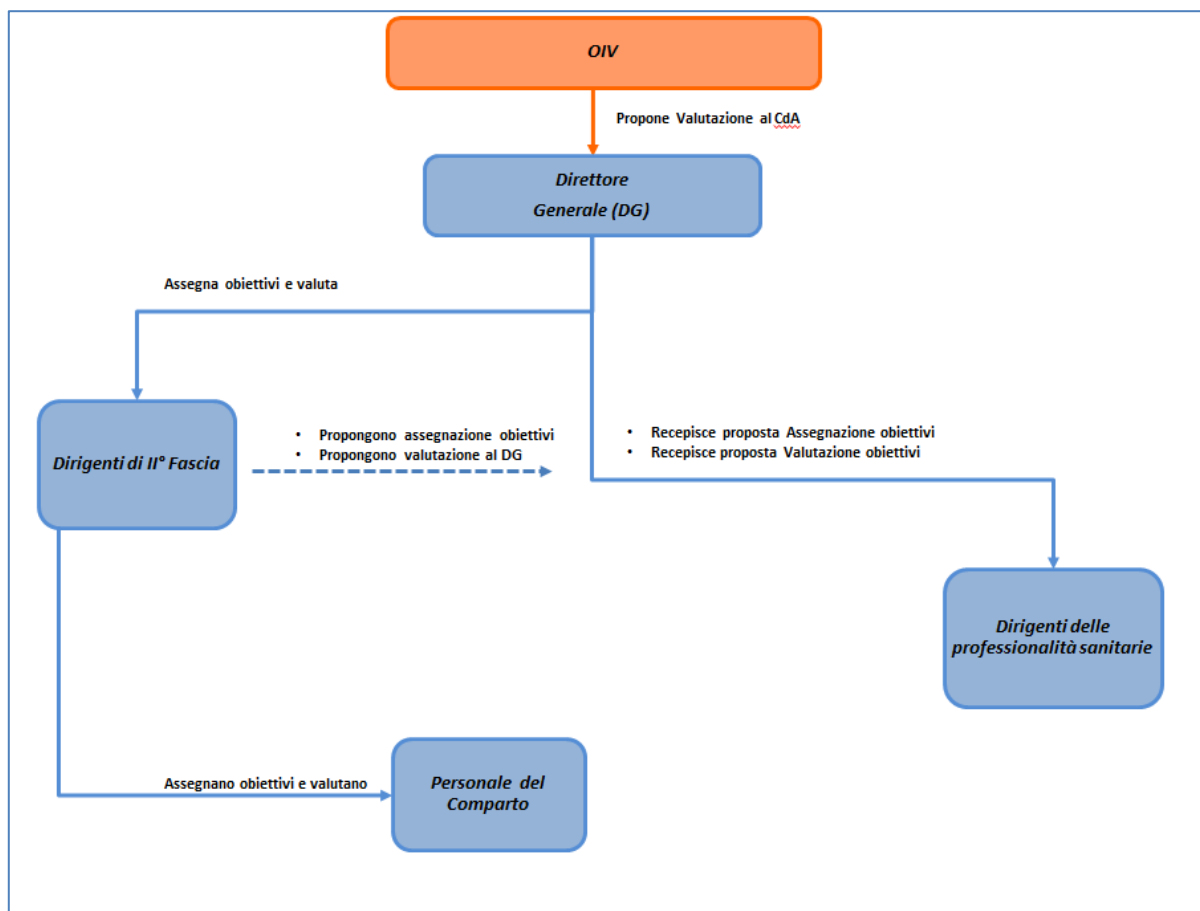 OIV
Propone Valutazione al CdA
Direttore
Generale (DG)
Assegna obiettivi e valuta
Dirigenti di II° Fascia
• Propongono assegnazione obiettivi
• Propongono valutazione al DG
• Recepisce proposta Assegnazione obiettivi
• Recepisce proposta Valutazione obiettivi
Dirigenti delle
professionalità sanitarie
Assegnano obiettivi e valutano
Personale del
Comparto